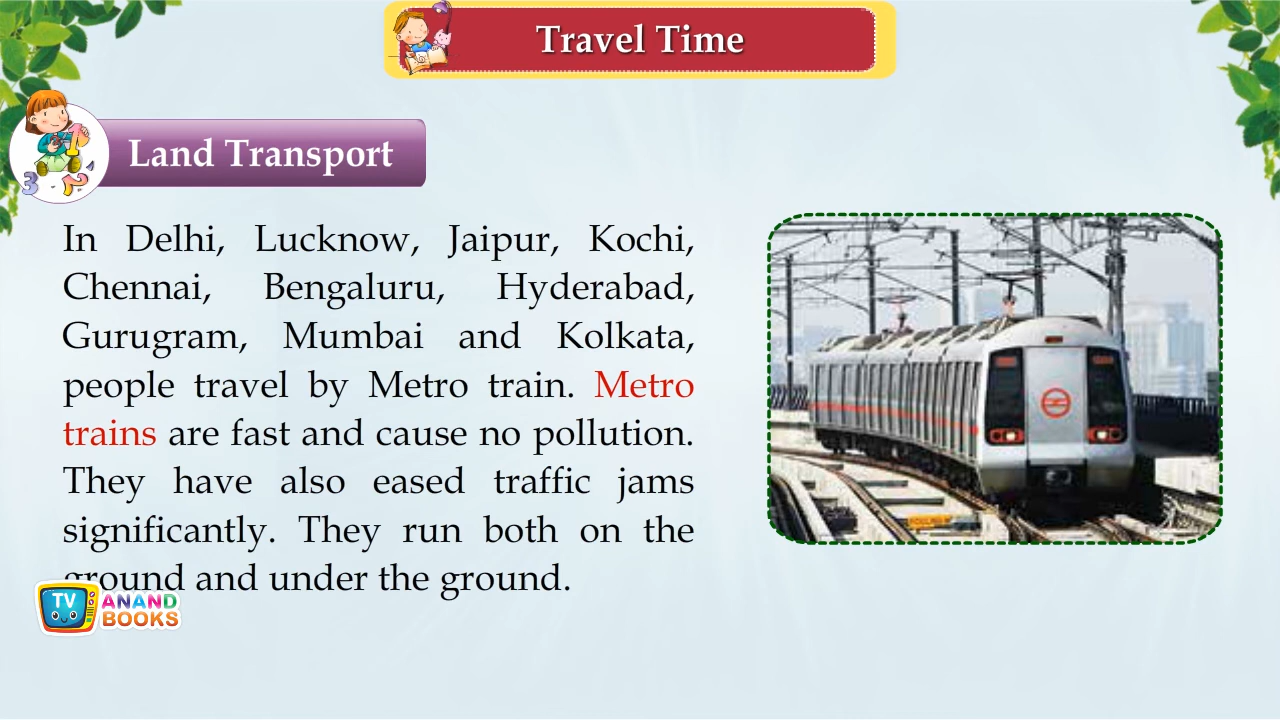 Travel Time
Land Transport
In Delhi, Lucknow, Jaipur, Kochi,
Chennai, Bengaluru, Hyderabad,
Gurugram, Mumbai and Kolkata,
people travel by Metro train. Metro
trains are fast and cause no pollution.
They have also eased traffic jams
significantly. They run both on the
ground and under the ground.
TV
ANAND
BOOKS